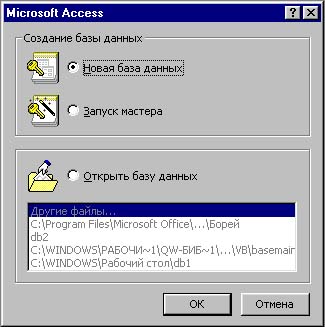 Microsoft Access
Создание базы данных
Новая база данных
Запуск мастера
Открыть базу данных
Другие файлы...
C:\Program Files\Microsoft Office\...\Борей
db2
C:\WINDOWS\РАБОЧИ~1\QW-БИБ~1\...\VB\basemain
C:\WINDOWS\Рабочий стол\db1
OK
Отмена